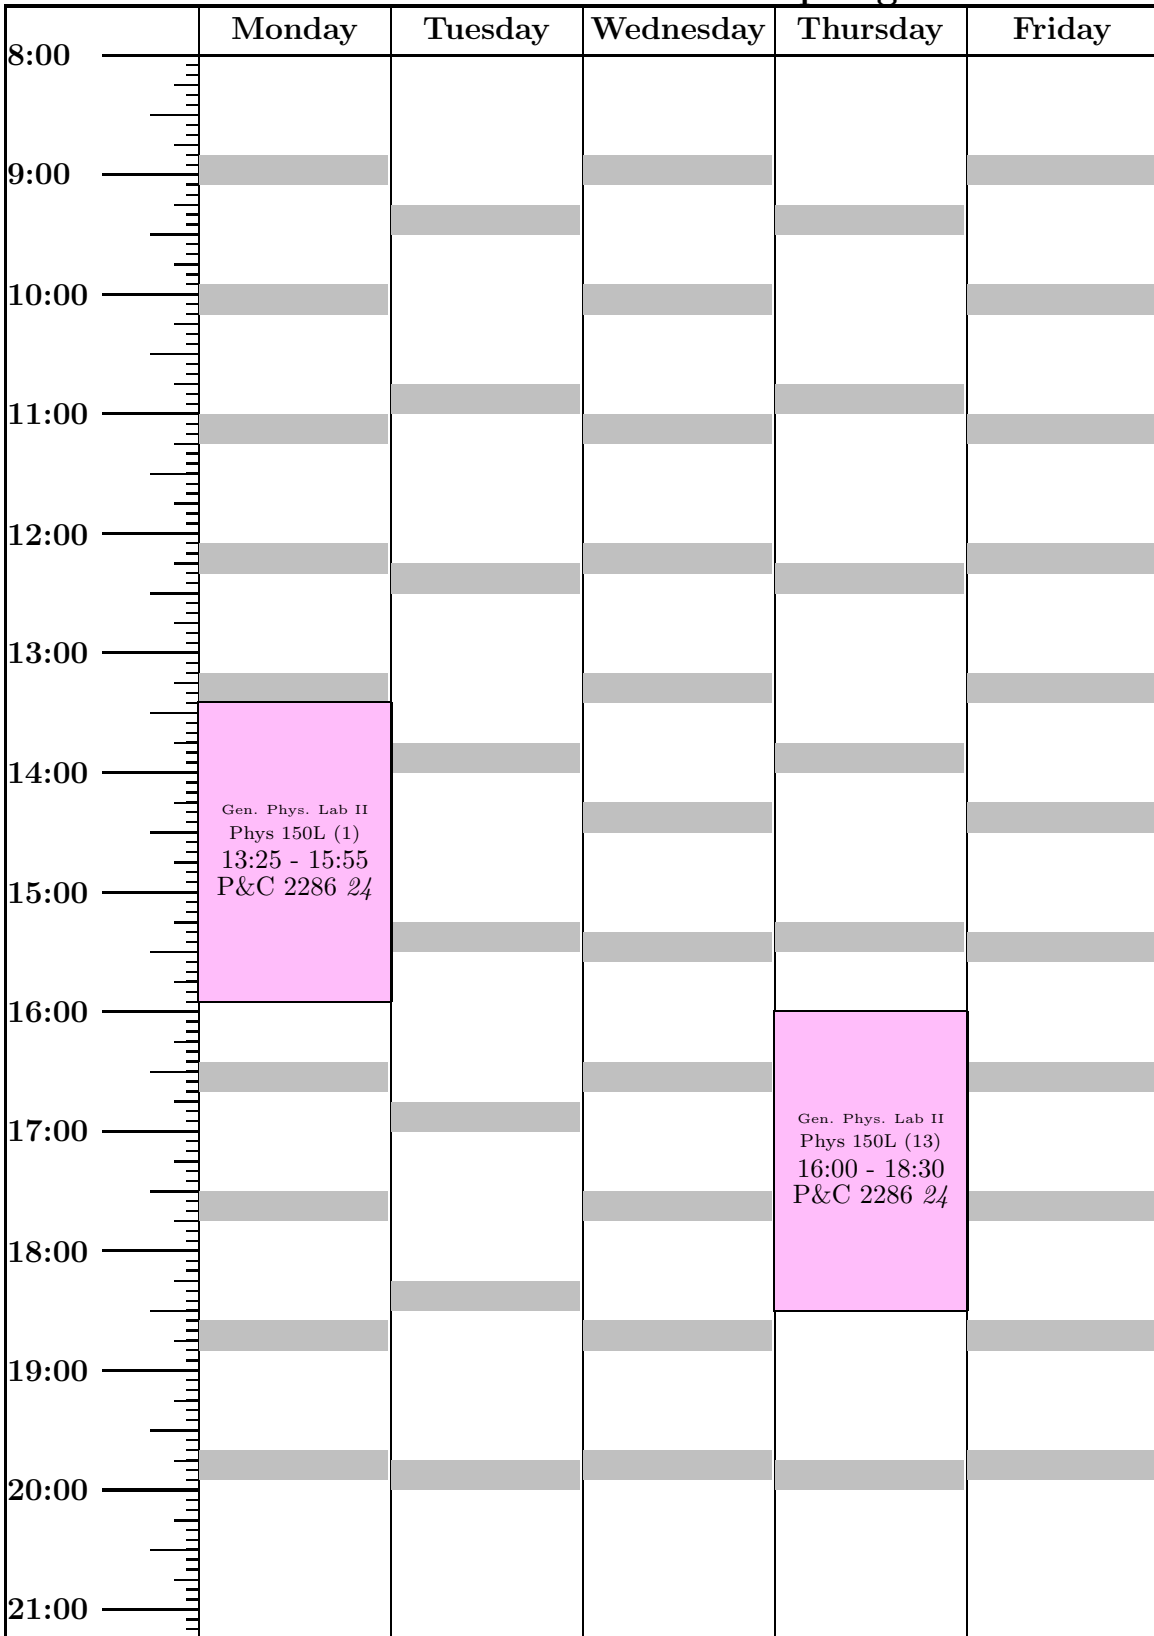 Monday Tuesday Wednesday Thursday Friday
8:00
9:00
10:00
11:00
12:00
13:00
14:00
Gen. Phys. Lab II
Phys 150L (1)
13:25 - 15:55
P&C 2286 24
15:00
16:00
17:00
Gen. Phys. Lab II
Phys 150L (13)
16:00 - 18:30
P&C 2286 24
18:00
19:00
20:00
21:00